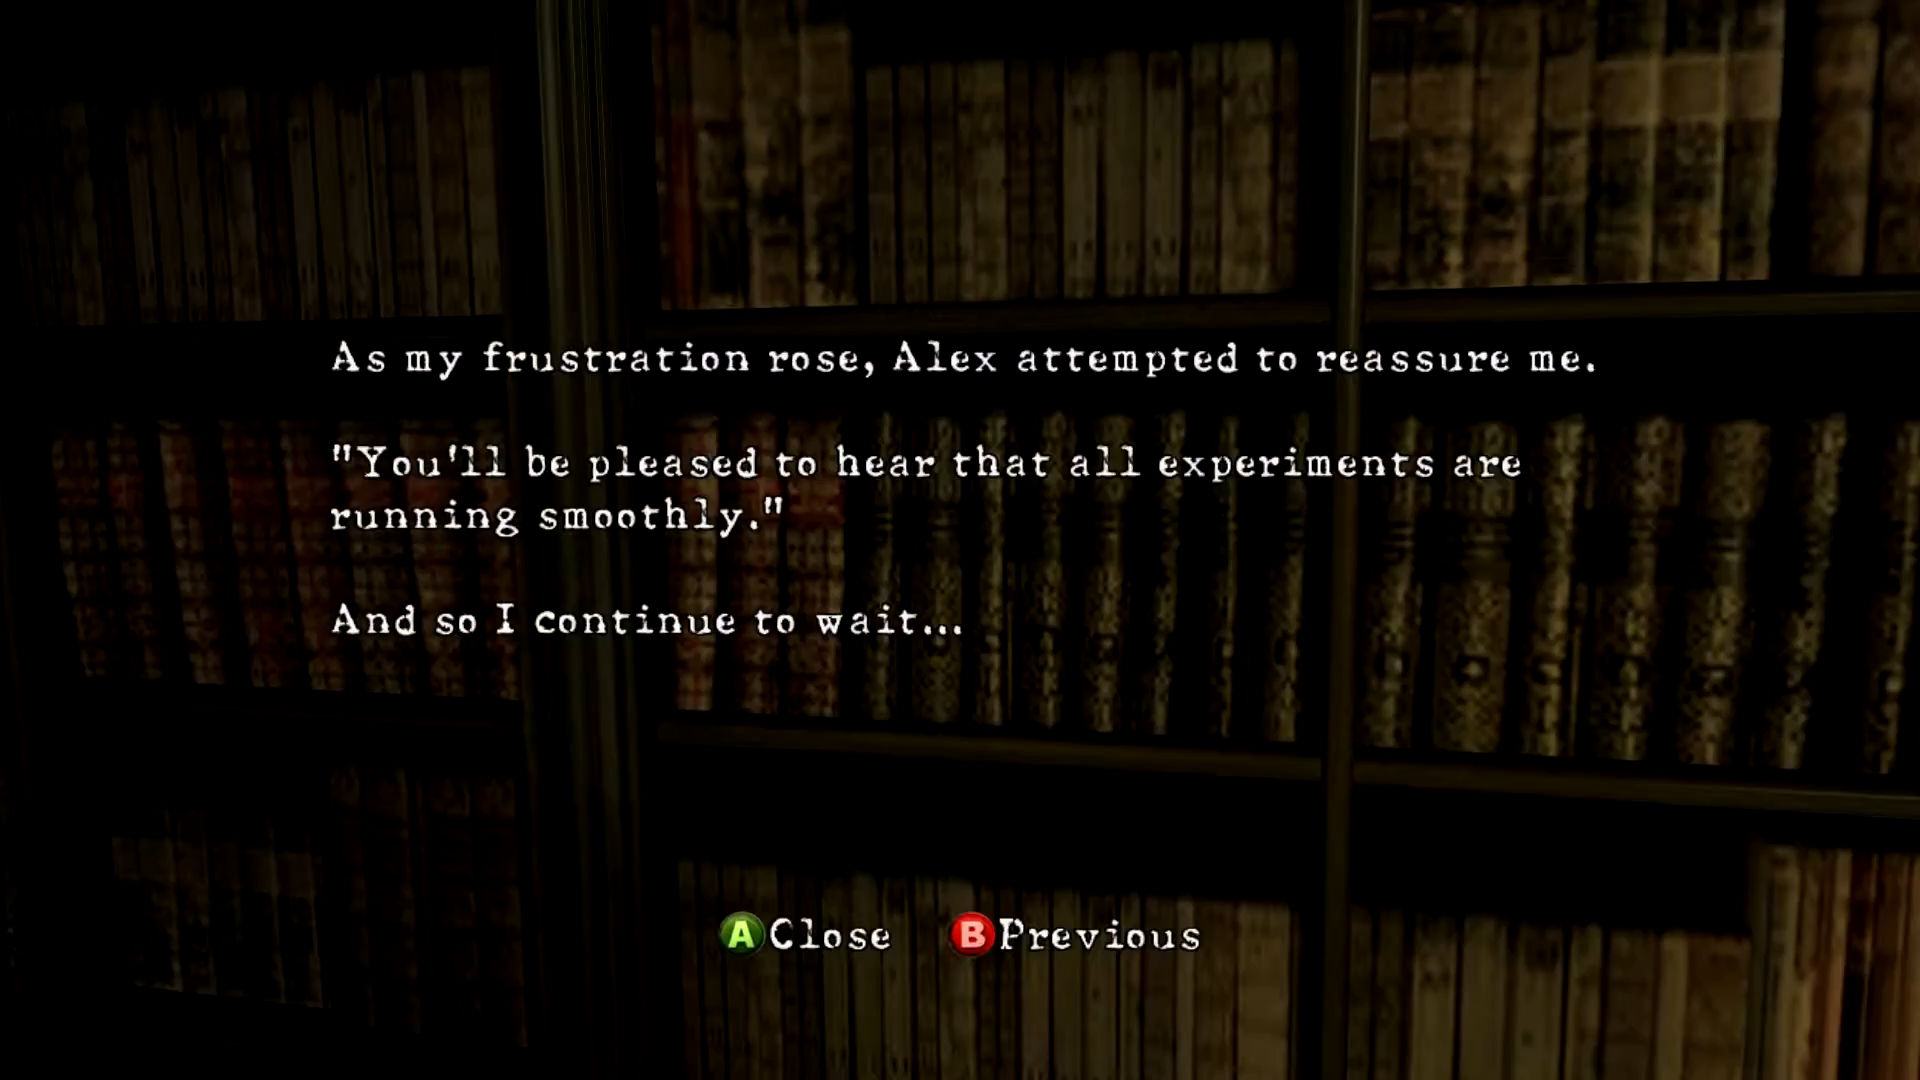 As my frustration rose, Alex attempted to reassure me.
"You'll be pleased to hear that all experiments are
running smoothly."
And so I continue to wait...
A Close B Previous